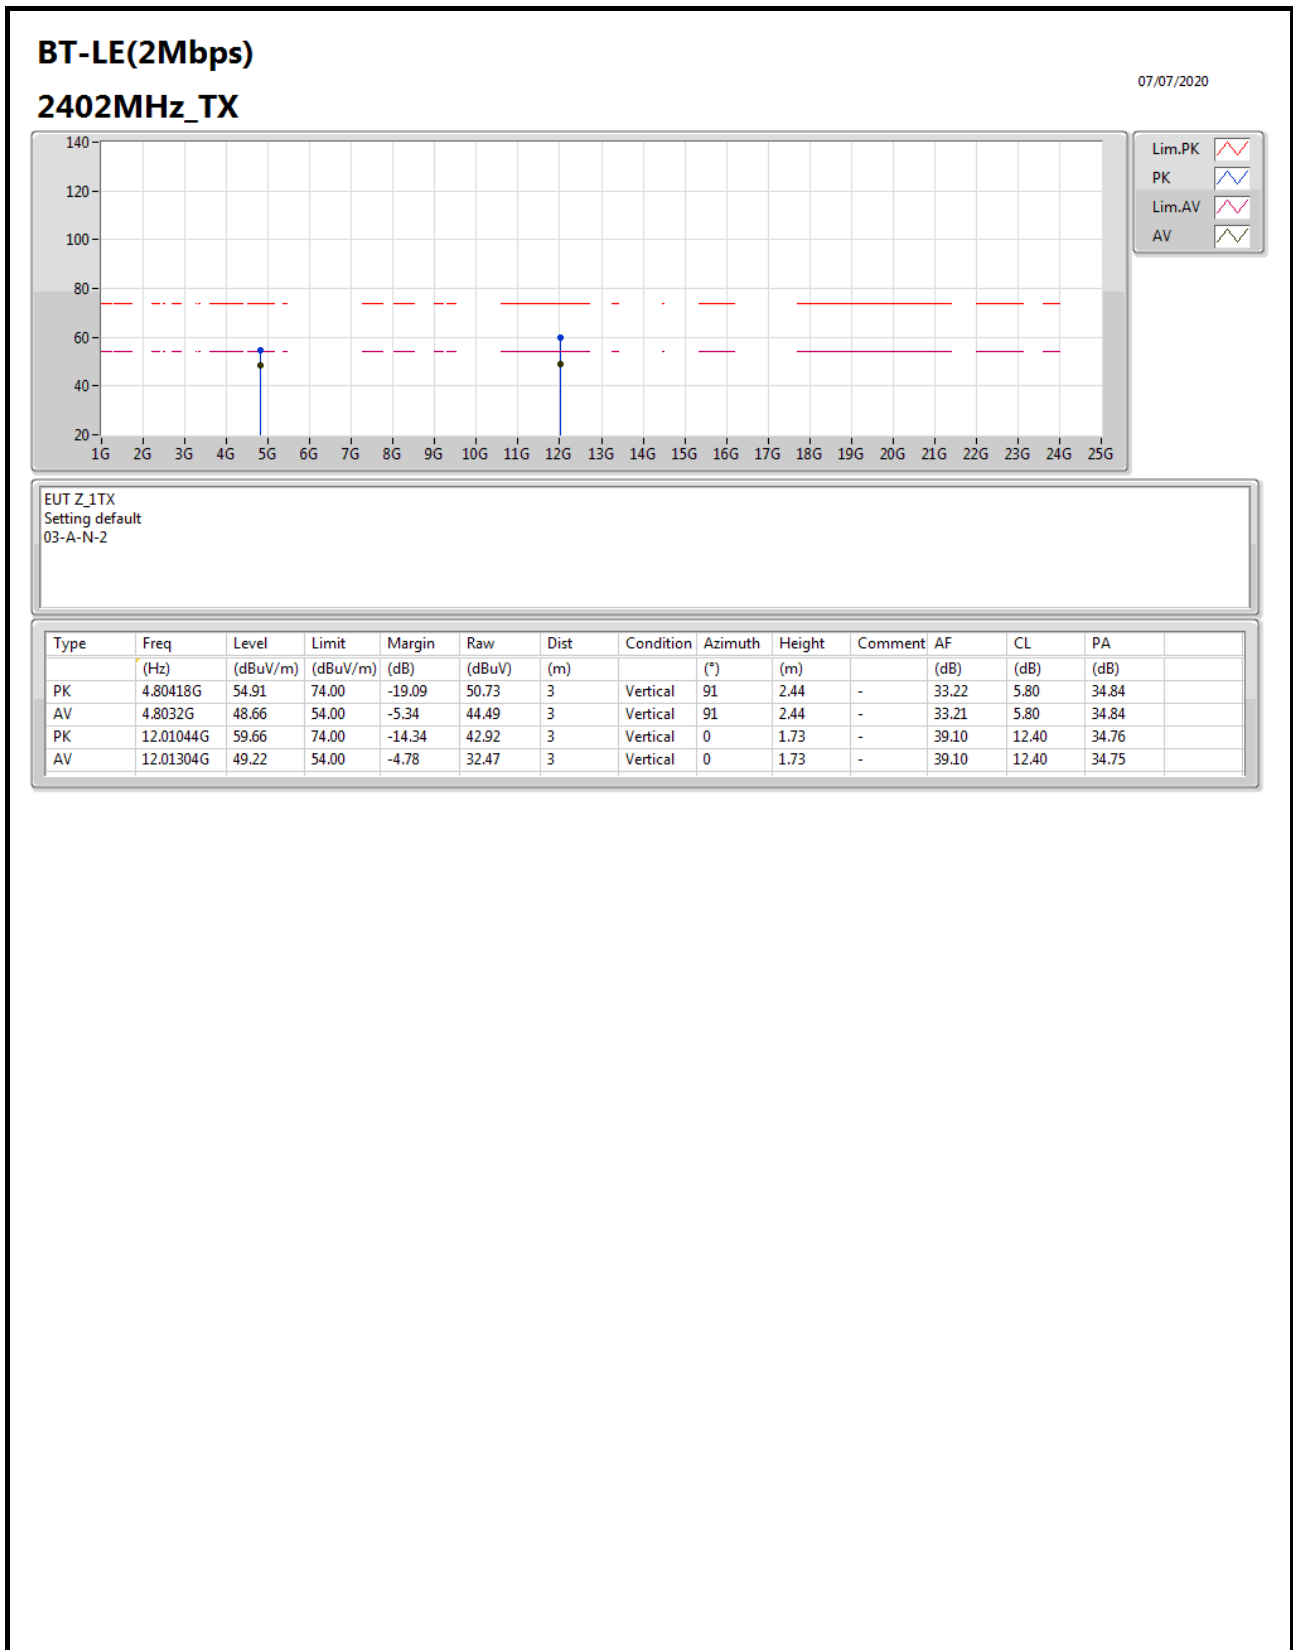 BT-LE(2Mbps)
07/07/2020
2402MHz_TX
140
120
100
80
60
40
20
1G 2G 3G 4G 5G 6G 7G 8G 9G 10G 11G 12G 13G 14G 15G 16G 17G 18G 19G 20G 21G 22G 23G 24G 25G
Lim.PK
PK
Lim.AV
AV
EUT Z_1TX
Setting default
03-A-N-2
Type Freq Level Limit Margin Raw Dist Condition Azimuth Height Comment AF CL PA
(Hz) (dBuV/m) (dBuV/m) (dB) (dBuV) (m) (°) (m) (dB) (dB) (dB)
PK 4.80418G 54.91 74.00 -19.09 50.73 3 Vertical 91 2.44 - 33.22 5.80 34.84
AV 4.8032G 48.66 54.00 -5.34 44.49 3 Vertical 91 2.44 - 33.21 5.80 34.84
PK 12.01044G 59.66 74.00 -14.34 42.92 3 Vertical 0 1.73 - 39.10 12.40 34.76
AV 12.01304G 49.22 54.00 -4.78 32.47 3 Vertical 0 1.73 - 39.10 12.40 34.75